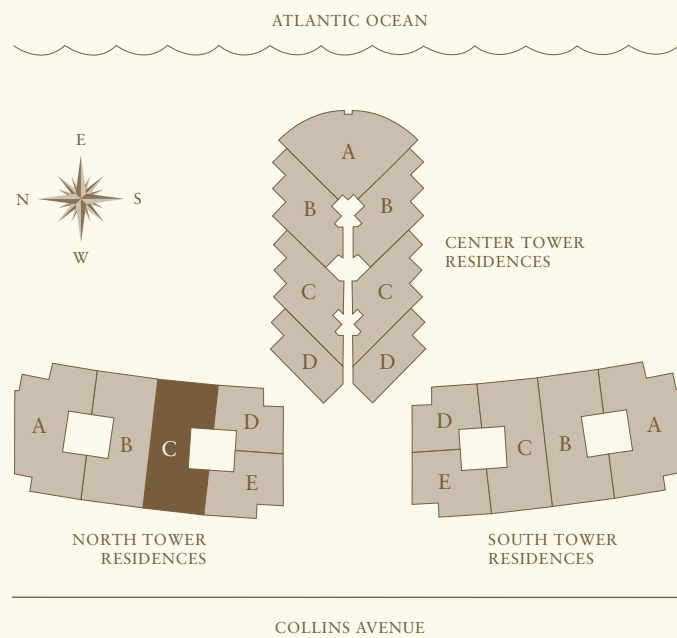 ATLANTIC OCEAN
E
N
S
W
A
B
B
CENTER TOWER
RESIDENCES
C
C
D
D
A
B
C
D
E
D
E
C
B
A
NORTH TOWER
RESIDENCES
SOUTH TOWER
RESIDENCES
COLLINS AVENUE